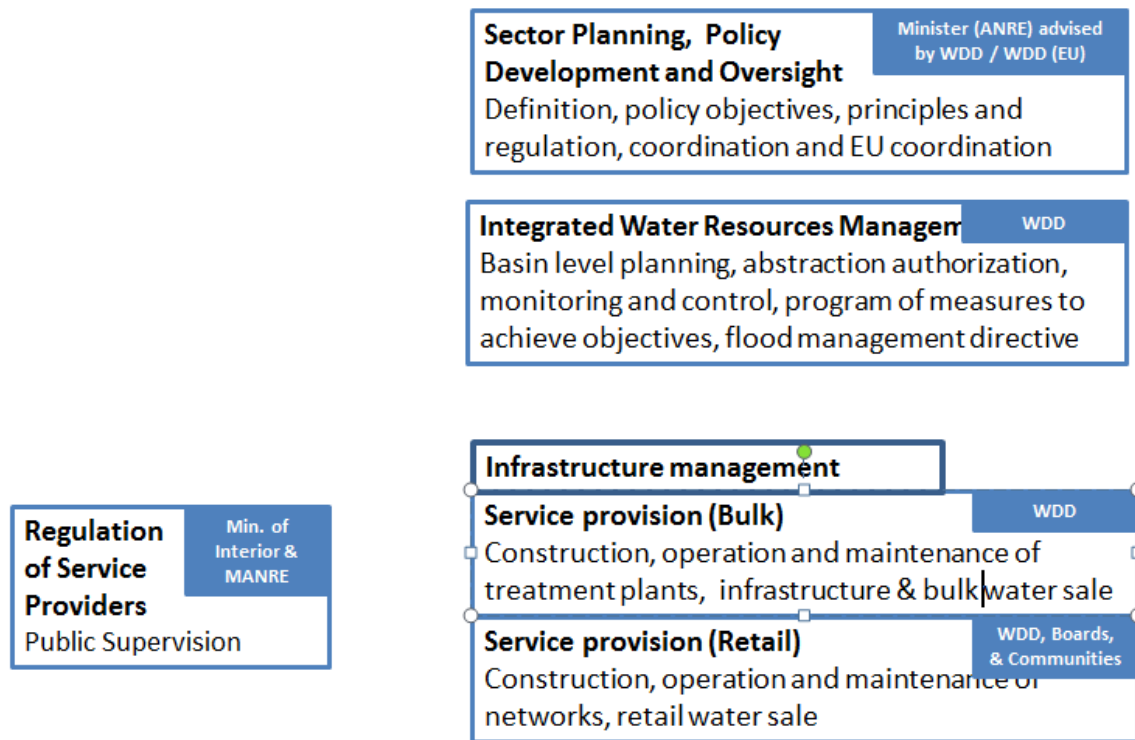 Sector Planning, Policy
Development and Oversight
Minister (ANRE) advised
by WDD / WDD (EU)
Definition, policy objectives, principles and
regulation, coordination and EU coordination
Integrated Water Resources Managem
WDD
Basin level planning, abstraction authorization,
monitoring and control, program of measures to
achieve objectives, flood management directive
Infrastructure management
Regulation
of Service
Providers
Min. of
Interior &
MANRE
Public Supervision
Service provision (Bulk)
WDD
Construction, operation and maintenance of
treatment plants, infrastructure & bulk water sale
Service provision (Retail)
WDD, Boards,
& Communities
Construction, operation and maintenance of
networks, retail water sale